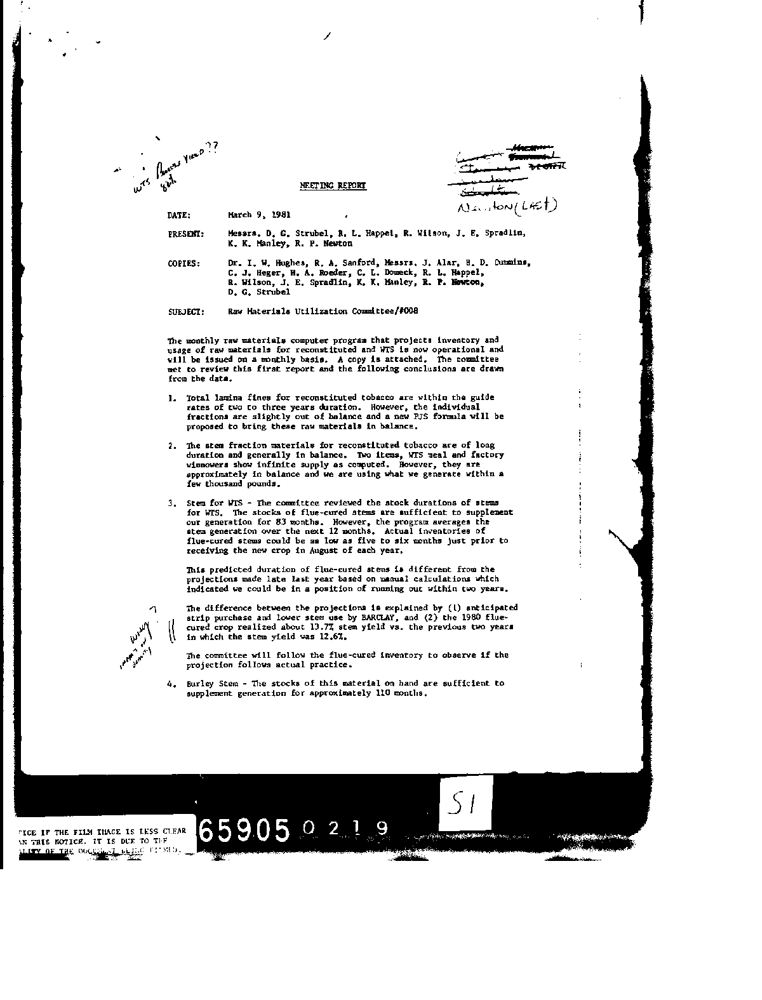 WTS Burley Yield??
Newton (LAST)
MEETING REPORT
DATE: March 9, 1981
PRESENT: Messrs. D. G. Strubel, R. L. Happel, R. Wilson, J. E. Spradlin,
K. K. Manley, R. P. Newton
COPIES: Dr. I. W. Hughes, R. A. Sanford, Messrs. J. Alar, H. D. Cummins,
C. J. Heger, H. A. Roeder, C. L. Domeck, R. L. Happel,
R. Wilson, J. E. Spradlin, K. K. Manley, R. P. Newton,
D. G. Strubel
SUBJECT: Raw Materials Utilization Committee/#008
The monthly raw materials computer program that projects inventory and
usage of raw materials for reconstituted and WTS is now operational and
will be issued on a monthly basis. A copy is attached. The committee
met to review this first report and the following conclusions are drawn
from the data.
1. Total lamina fines for reconstituted tobacco are within the guide
rates of two to three years duration. However, the individual
fractions are slightly out of balance and a new PJS formula will be
proposed to bring these raw materials in balance.
2. The stem fraction materials for reconstituted tobacco are of long
duration and generally in balance. Two items, WTS meal and factory
winnowers show infinite supply as computed. However, they are
approximately in balance and we are using what we generate within a
few thousand pounds.
3. Stem for WTS - The committee reviewed the stock durations of stems
for WTS. The stocks of flue-cured stems are sufficient to supplement
our generation for 83 months. However, the program averages the
stem generation over the next 12 months. Actual inventories of
flue-cured stems could be as low as five to six months just prior to
receiving the new crop in August of each year.
This predicted duration of flue-cured stems is different from the
projections made late last year based on manual calculations which
indicated we could be in a position of running out within two years.
The difference between the projections is explained by (1) anticipated
strip purchase and lower stem use by BARCLAY, and (2) the 1980 flue-
cured crop realized about 13.7% stem yield vs. the previous two years
in which the stem yield was 12.6%.
The committee will follow the flue-cured inventory to observe if the
projection follows actual practice.
4. Burley Stem - The stocks of this material on hand are sufficient to
supplement generation for approximately 110 months.
51
TICE IF THE FILM IMAGE IS LESS CLEAR
AN THIS NOTICE, IT IS DUE TO THE
ALITY OF THE DOCUMENT BEING FILMED.
65905 0219